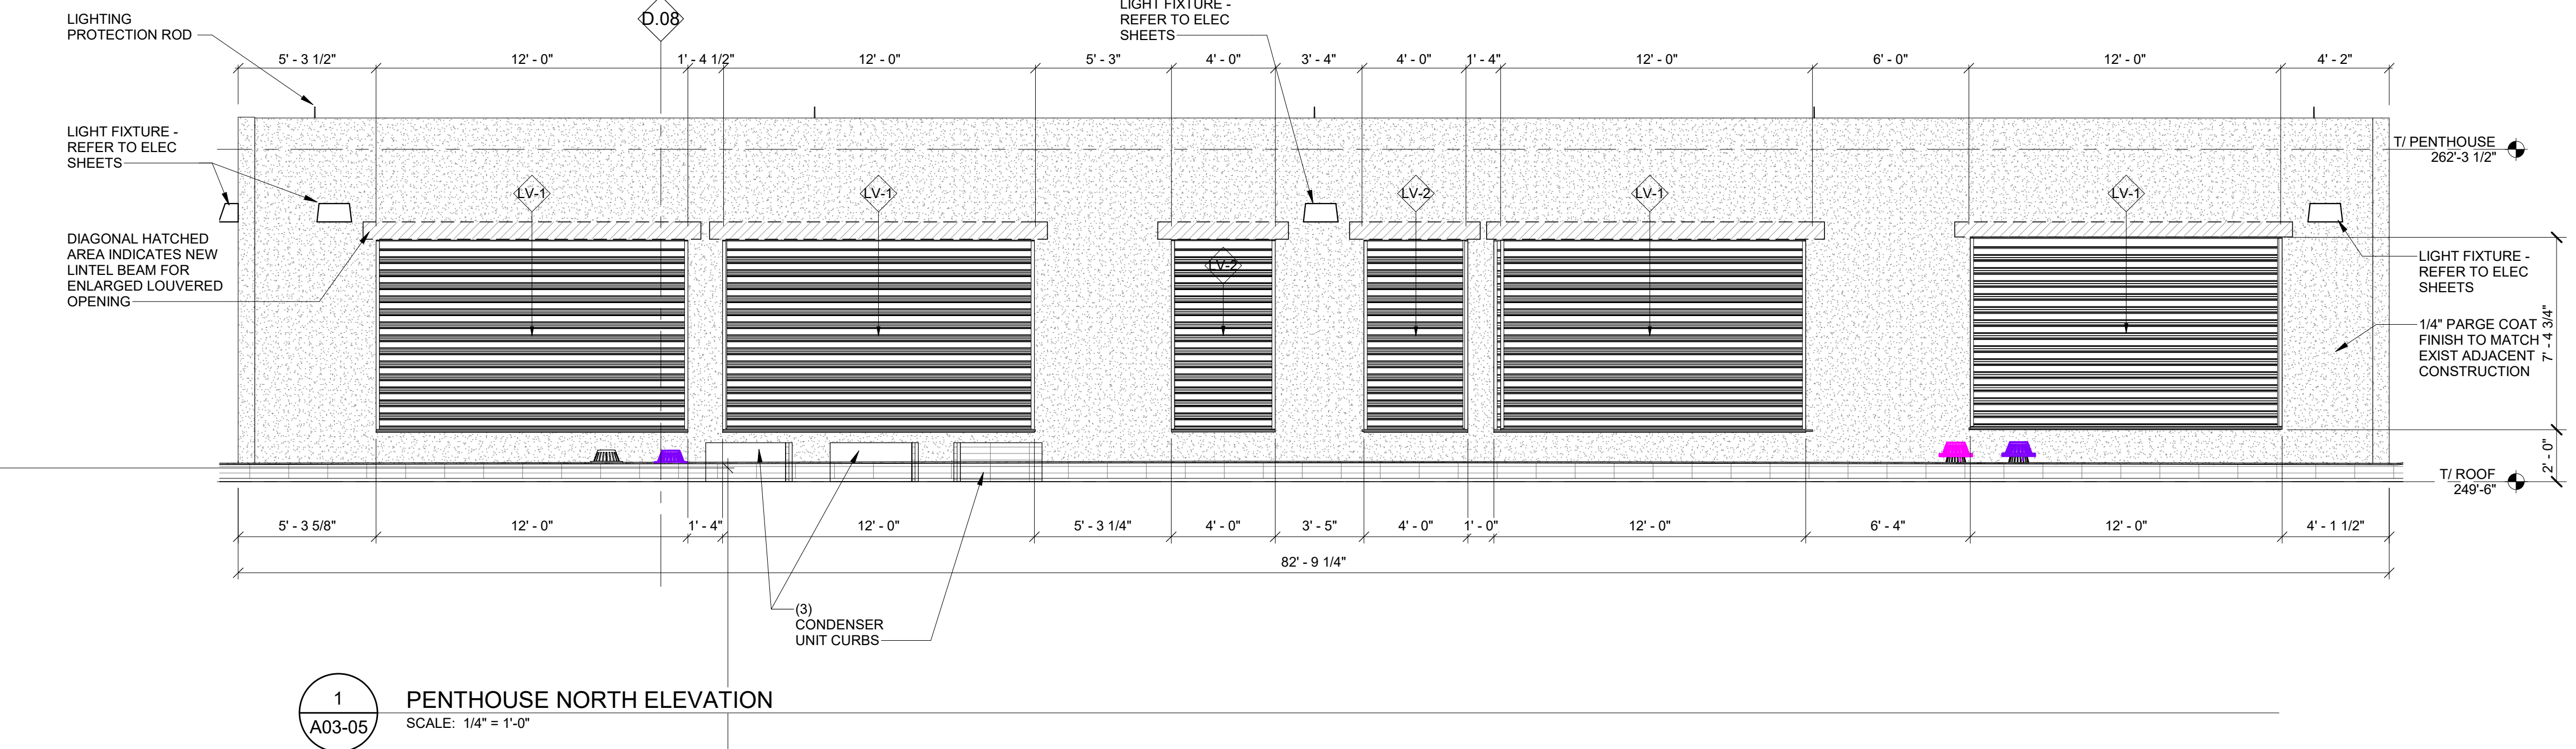 LIGHTING
PROTECTION ROD
D.08
LIGHT FIXTURE -
REFER TO ELEC
SHEETS
5' - 3 1/2"
12' - 0"
1' - 4 1/2"
12' - 0"
5' - 3"
4' - 0"
3' - 4"
4' - 0"
1' - 4"
12' - 0"
6' - 0"
12' - 0"
4' - 2"
LIGHT FIXTURE -
REFER TO ELEC
SHEETS
T/ PENTHOUSE
262'-3 1/2"
LV-1
LV-1
LV-2
LV-1
LV-1
LV-2
DIAGONAL HATCHED
AREA INDICATES NEW
LINTEL BEAM FOR
ENLARGED LOUVERED
OPENING
LIGHT FIXTURE -
REFER TO ELEC
SHEETS
1/4" PARGE COAT
FINISH TO MATCH
EXIST ADJACENT
CONSTRUCTION
7' - 4 3/4"
2' - 0"
T/ ROOF
249'-6"
5' - 3 5/8"
12' - 0"
1' - 4"
12' - 0"
5' - 3 1/4"
4' - 0"
3' - 5"
4' - 0"
1' - 0"
12' - 0"
6' - 4"
12' - 0"
4' - 1 1/2"
82' - 9 1/4"
(3)
CONDENSER
UNIT CURBS
1
A03-05
PENTHOUSE NORTH ELEVATION
SCALE: 1/4" = 1'-0"